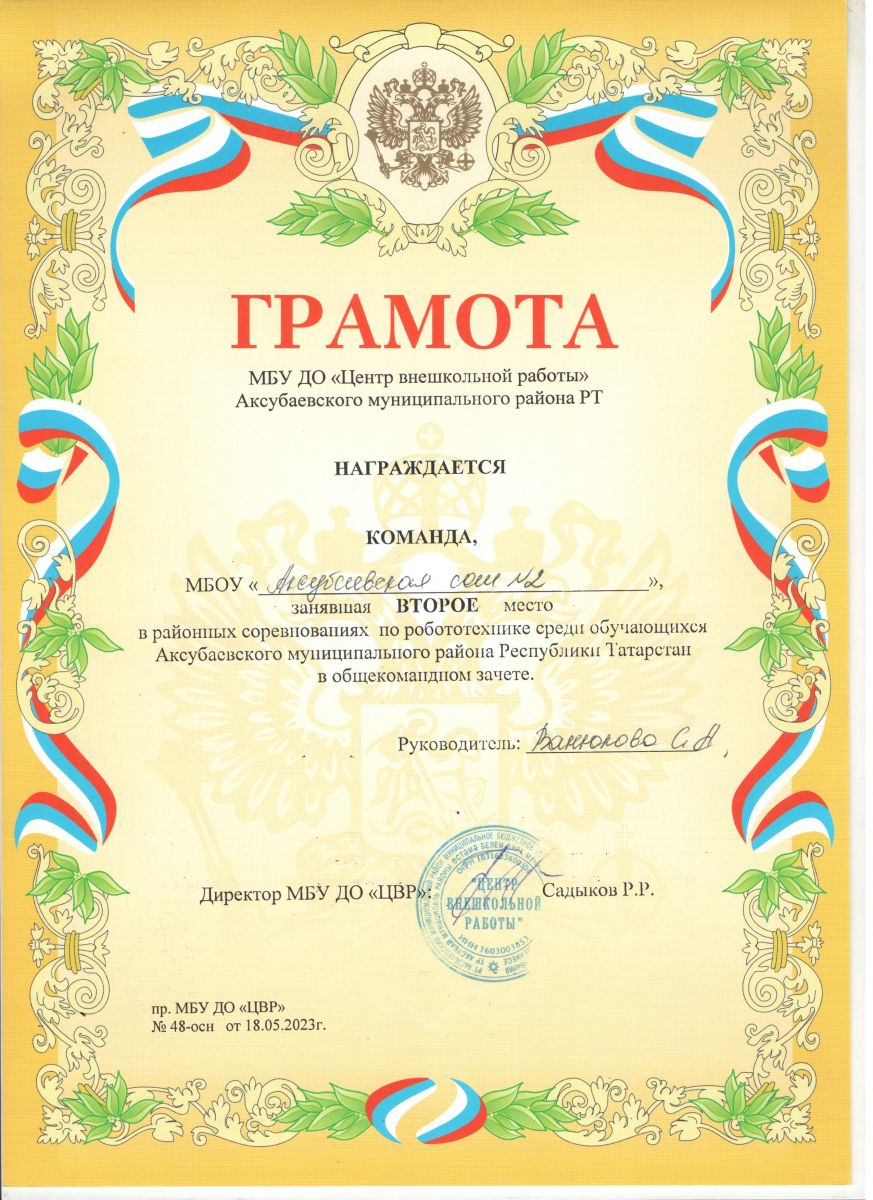 ГРАМОТА
МБУ ДО «Центр внешкольной работы»
Аксубаевского муниципального района РТ
НАГРАЖДАЕТСЯ
КОМАНДА,
МБОУ « Аксубаевская сош №2 »,
занявшая ВТОРОЕ место
в районных соревнованиях по робототехнике среди обучающихся
Аксубаевского муниципального района Республики Татарстан
в общекомандном зачете.
Руководитель: Ванюкова С.Н,
Директор МБУ ДО «ЦВР»: Садыков Р.Р.
"ЦЕНТР
ВНЕШКОЛЬНОЙ
РАБОТЫ"
пр. МБУ ДО «ЦВР»
№ 48-осн от 18.05.2023г.